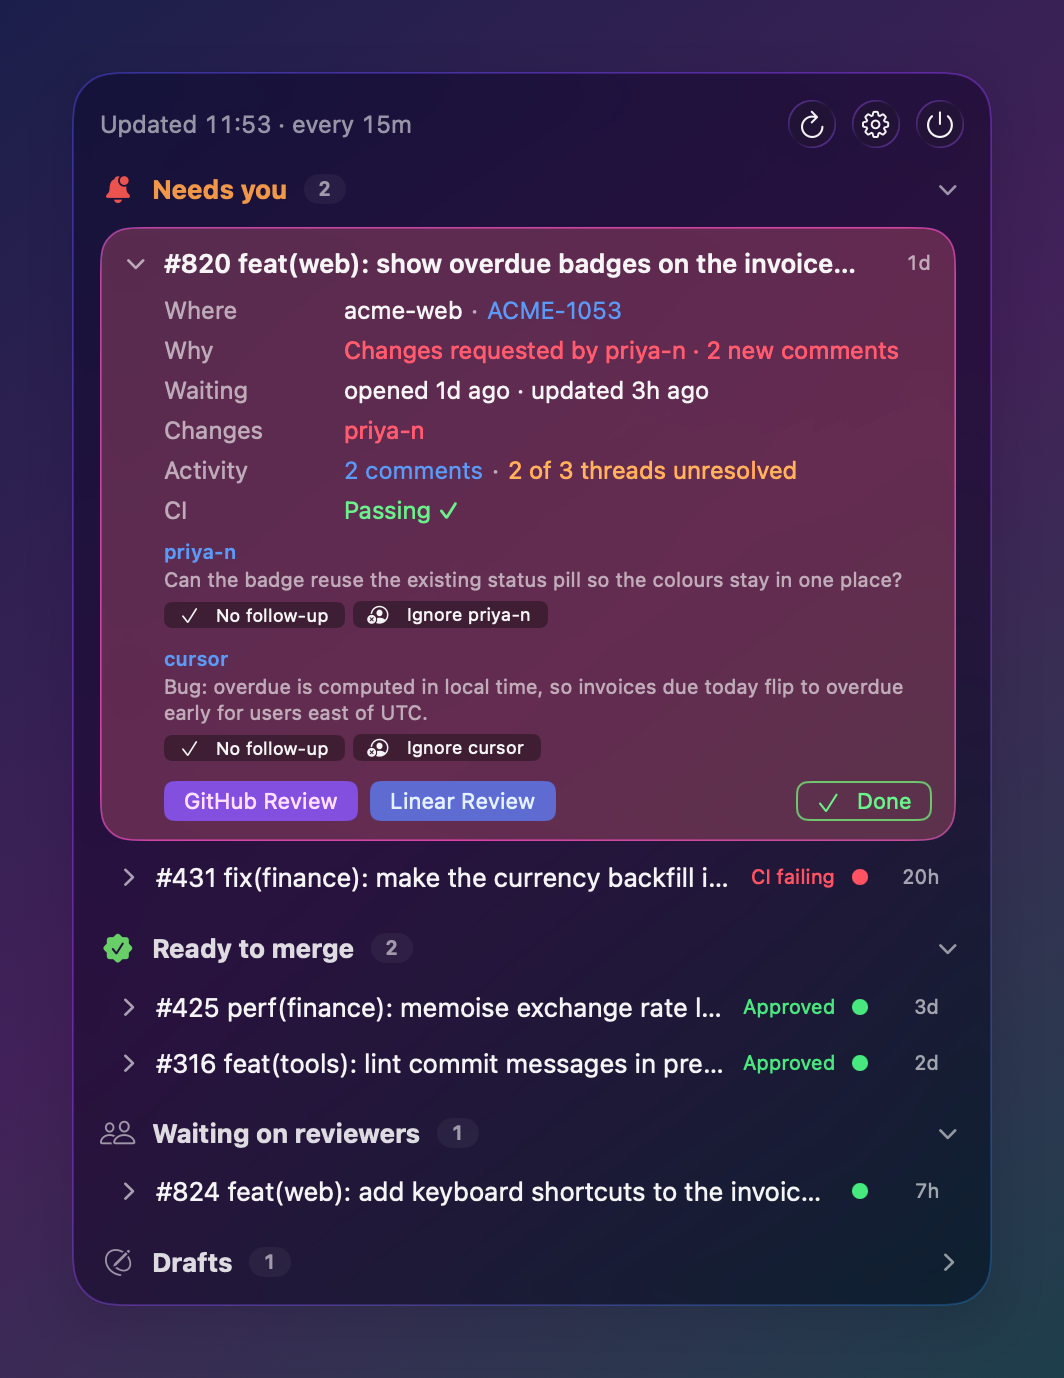 Updated 11:53 · every 15m
Needs you 2
#820 feat(web): show overdue badges on the invoice... 1d
Where acme-web · ACME-1053
Why Changes requested by priya-n · 2 new comments
Waiting opened 1d ago · updated 3h ago
Changes priya-n
Activity 2 comments · 2 of 3 threads unresolved
CI Passing ✓
priya-n
Can the badge reuse the existing status pill so the colours stay in one place?
✓ No follow-up Ignore priya-n
cursor
Bug: overdue is computed in local time, so invoices due today flip to overdue
early for users east of UTC.
✓ No follow-up Ignore cursor
GitHub Review Linear Review ✓ Done
#431 fix(finance): make the currency backfill i... CI failing 20h
Ready to merge 2
#425 perf(finance): memoise exchange rate l... Approved 3d
#316 feat(tools): lint commit messages in pre... Approved 2d
Waiting on reviewers 1
#824 feat(web): add keyboard shortcuts to the invoic... 7h
Drafts 1